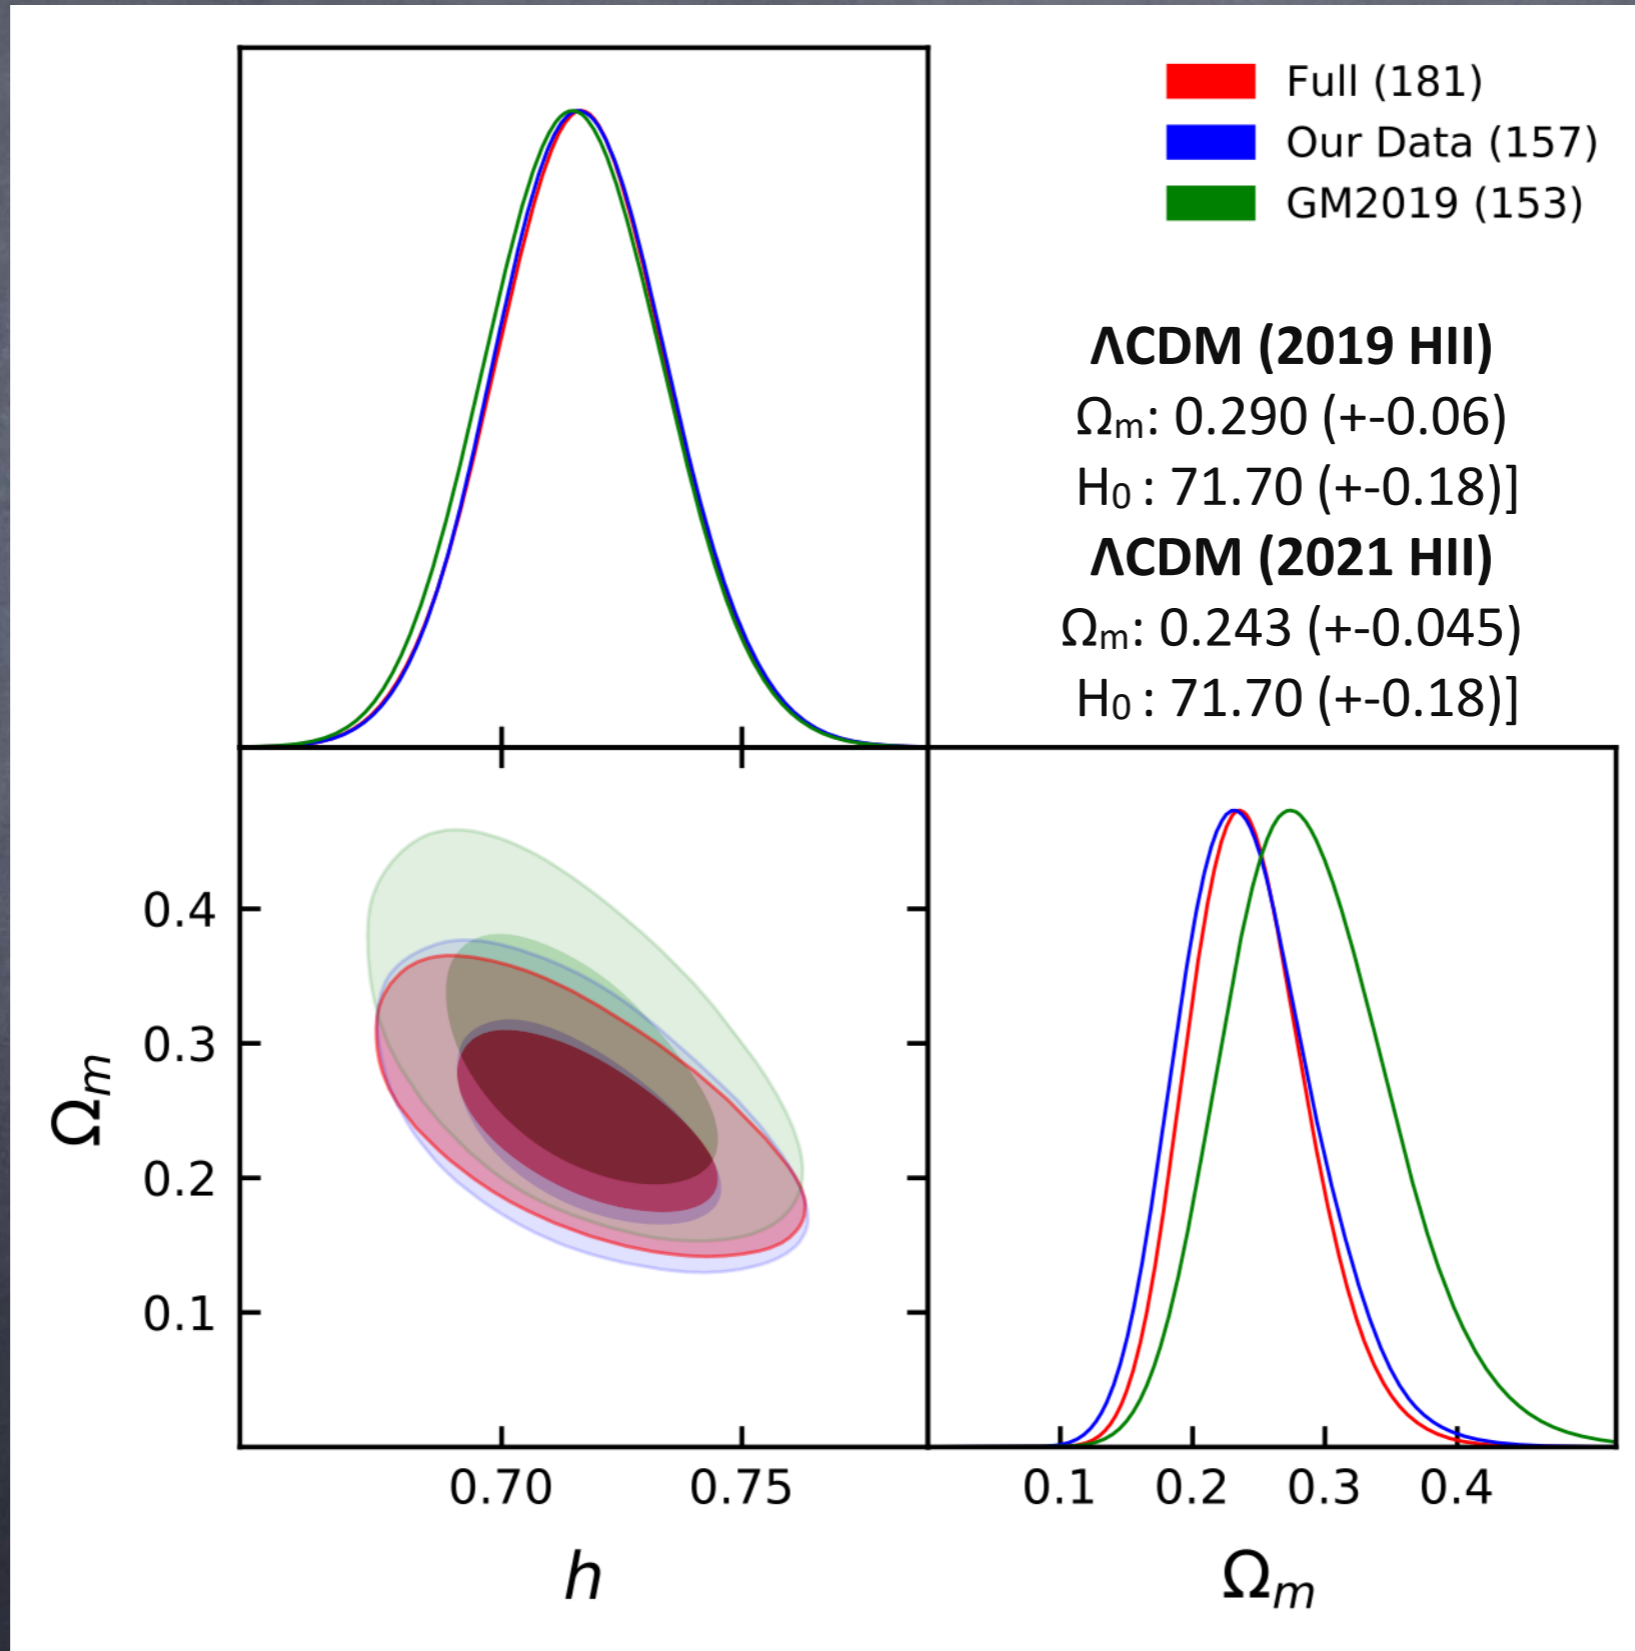 Full (181)
Our Data (157)
GM2019 (153)
ΛCDM (2019 HII)
Ωm: 0.290 (+-0.06)
H0 : 71.70 (+-0.18)]
ΛCDM (2021 HII)
Ωm: 0.243 (+-0.045)
H0 : 71.70 (+-0.18)]
0.4
0.3
0.2
0.1
Ωm
0.70 0.75
h
0.1 0.2 0.3 0.4
Ωm